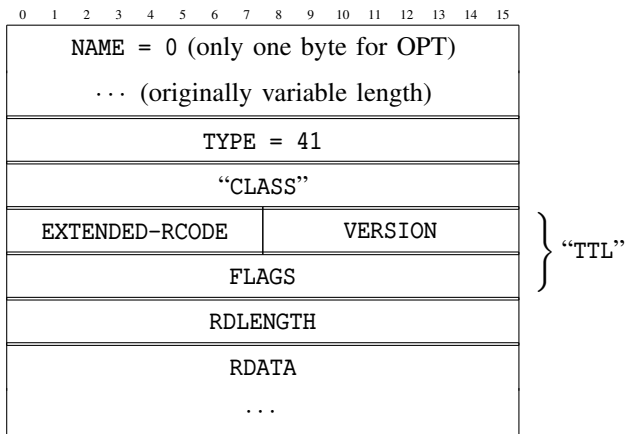 0 1 2 3 4 5 6 7 8 9 10 11 12 13 14 15
NAME = 0 (only one byte for OPT)
··· (originally variable length)
TYPE = 41
“CLASS”
EXTENDED-RCODE VERSION
“TTL”
FLAGS
RDLENGTH
RDATA
···